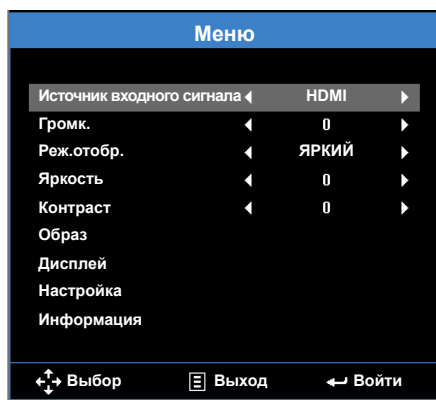 Меню
Источник входного сигнала HDMI
Громк. 0
Реж.отобр. ЯРКИЙ
Яркость 0
Контраст 0
Образ
Дисплей
Настройка
Информация
Выбор Выход Войти